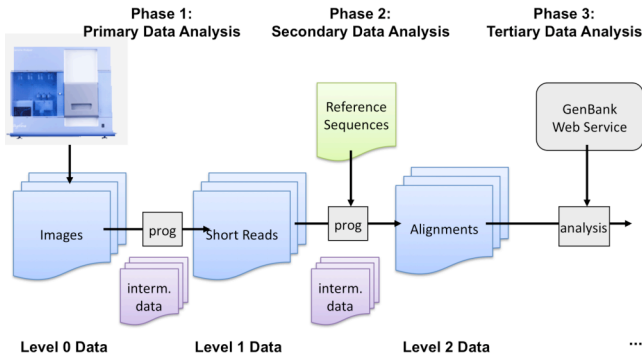 Phase 1:
Primary Data Analysis
Phase 2:
Secondary Data Analysis
Phase 3:
Tertiary Data Analysis
Reference
Sequences
GenBank
Web Service
Images
prog
Short Reads
prog
Alignments
analysis
interm.
data
interm.
data
Level 0 Data
Level 1 Data
Level 2 Data
...